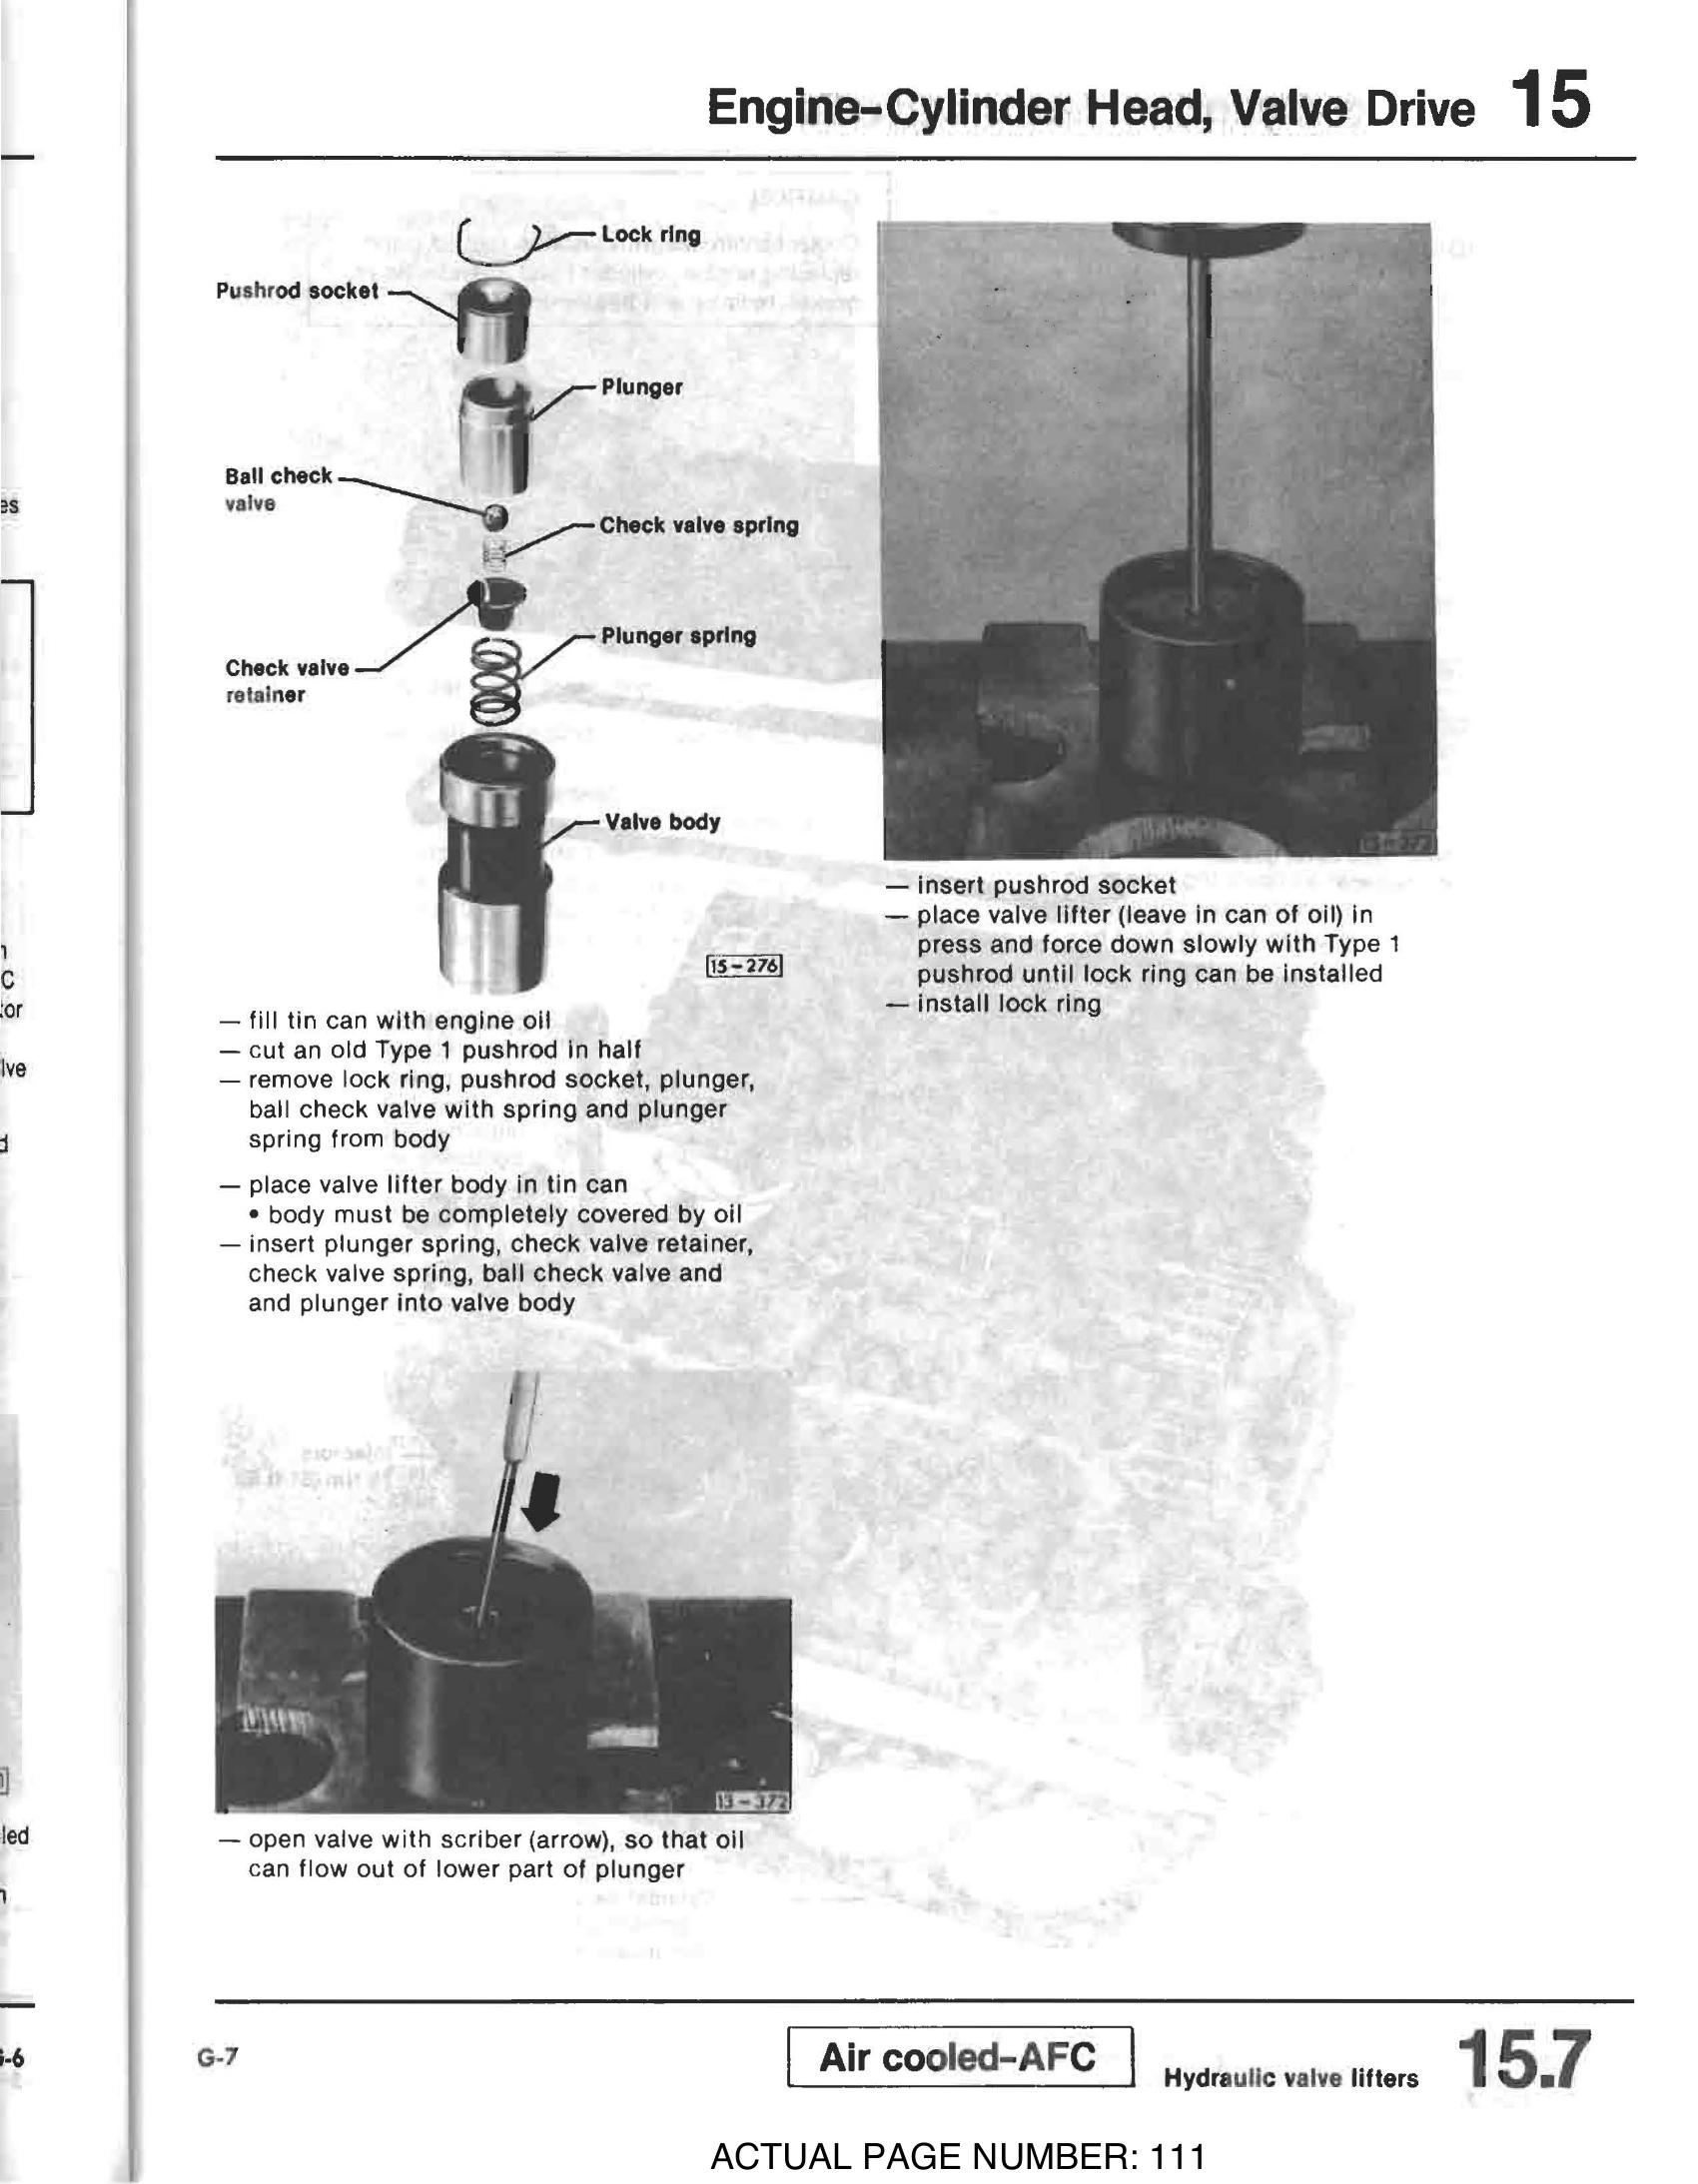 Engine-Cylinder Head, Valve Drive 15
Lock ring
Pushrod socket
Plunger
Ball check
valve
Check valve spring
Plunger spring
Check valve
retainer
Valve body
15-276
— fill tin can with engine oil
— cut an old Type 1 pushrod in half
— remove lock ring, pushrod socket, plunger,
ball check valve with spring and plunger
spring from body
— place valve lifter body in tin can
• body must be completely covered by oil
— insert plunger spring, check valve retainer,
check valve spring, ball check valve and
and plunger into valve body
13-372
— open valve with scriber (arrow), so that oil
can flow out of lower part of plunger
— insert pushrod socket
— place valve lifter (leave in can of oil) in
press and force down slowly with Type 1
pushrod until lock ring can be installed
— install lock ring
es
C
lve
led
-6
G-7
Air cooled-AFC
Hydraulic valve lifters
15.7
ACTUAL PAGE NUMBER: 111